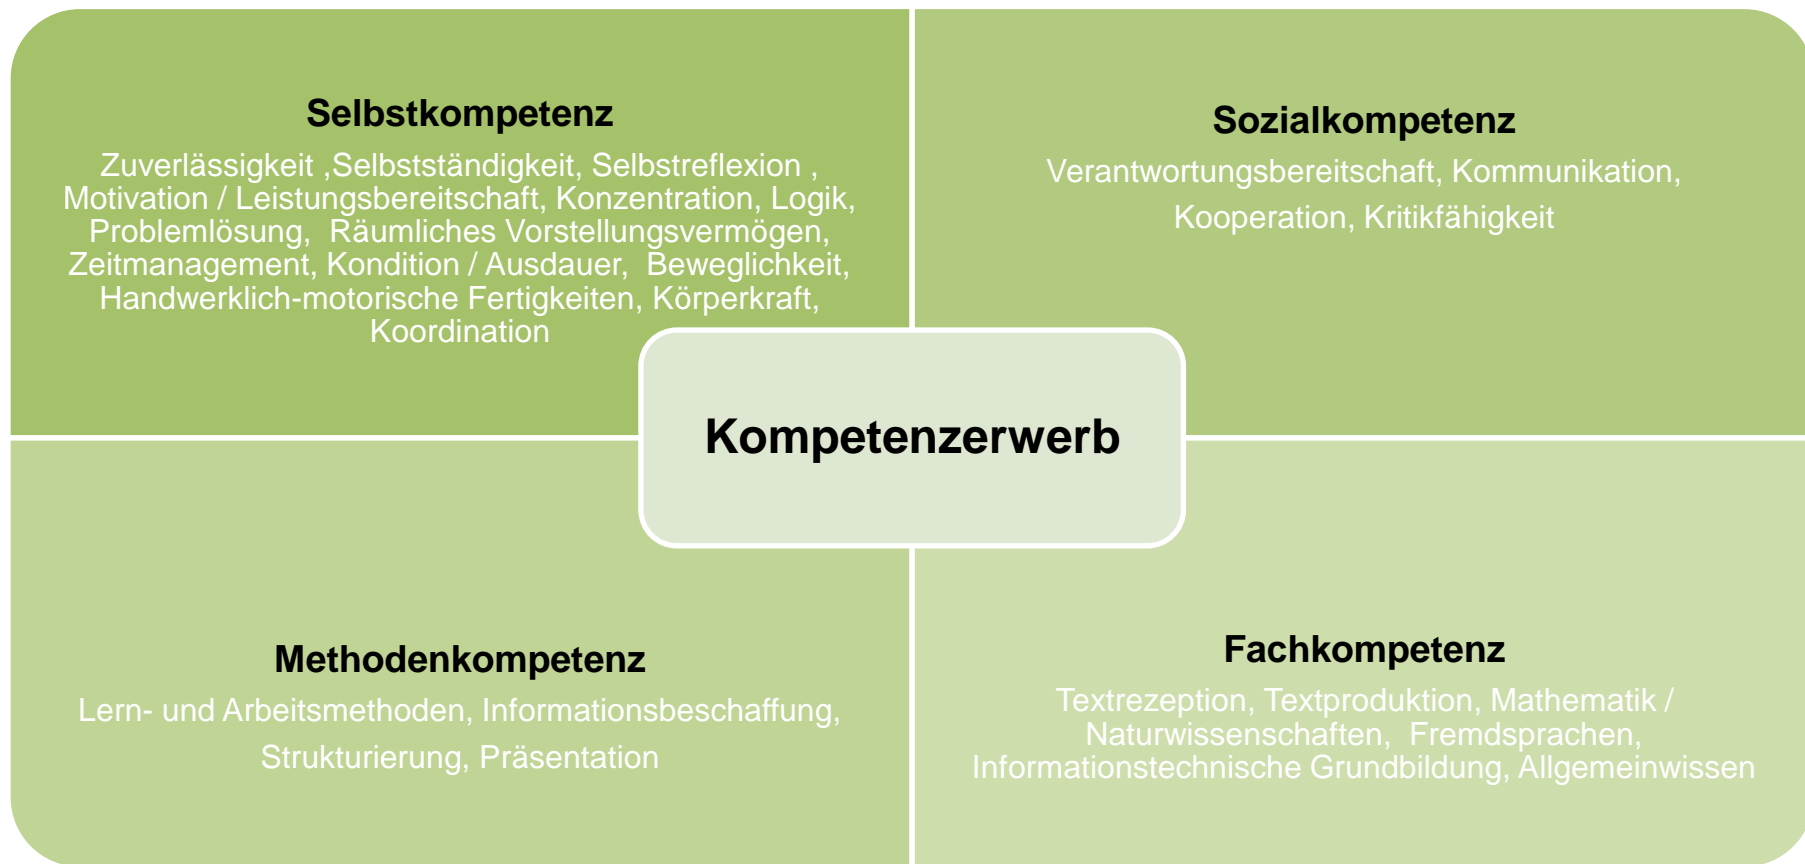 Selbstkompetenz
Zuverlässigkeit ,Selbstständigkeit, Selbstreflexion ,
Motivation / Leistungsbereitschaft, Konzentration, Logik,
Problemlösung,  Räumliches Vorstellungsvermögen,
Zeitmanagement, Kondition / Ausdauer,  Beweglichkeit,
Handwerklich-motorische Fertigkeiten, Körperkraft,
Koordination
Sozialkompetenz
Verantwortungsbereitschaft, Kommunikation,
Kooperation, Kritikfähigkeit
Kompetenzerwerb
Methodenkompetenz
Lern- und Arbeitsmethoden, Informationsbeschaffung,
Strukturierung, Präsentation
Fachkompetenz
Textrezeption, Textproduktion, Mathematik /
Naturwissenschaften,  Fremdsprachen,
Informationstechnische Grundbildung, Allgemeinwissen